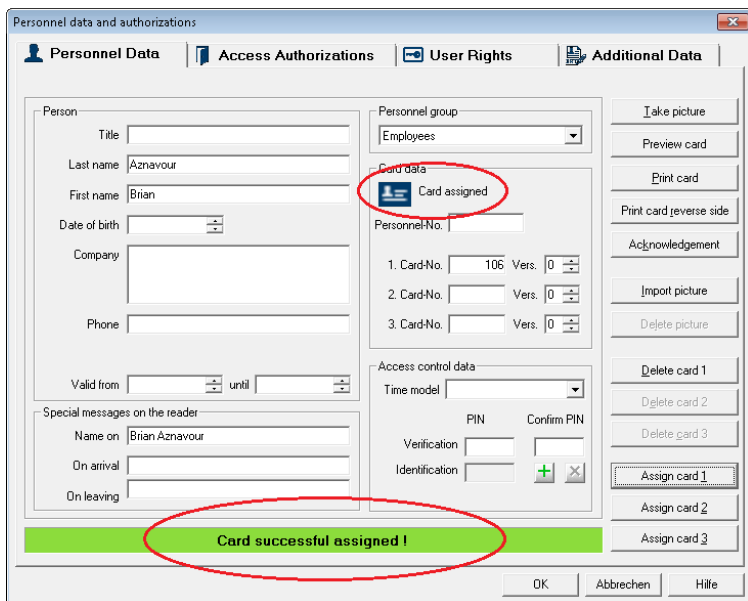 Personnel data and authorizations
Personnel Data
Access Authorizations
User Rights
Additional Data
Person
Title
Last name Aznavour
First name Brian
Date of birth
Company
Phone
Valid from until
Special messages on the reader
Name on Brian Aznavour
On arrival
On leaving
Personnel group
Employees
Card data
Card assigned
Personnel-No.
1. Card-No. 106 Vers. 0
2. Card-No. Vers. 0
3. Card-No. Vers. 0
Access control data
Time model
PIN Confirm PIN
Verification
Identification
Take picture
Preview card
Print card
Print card reverse side
Acknowledgement
Import picture
Delete picture
Delete card 1
Delete card 2
Delete card 3
Assign card 1
Assign card 2
Assign card 3
Card successful assigned !
OK Abbrechen Hilfe